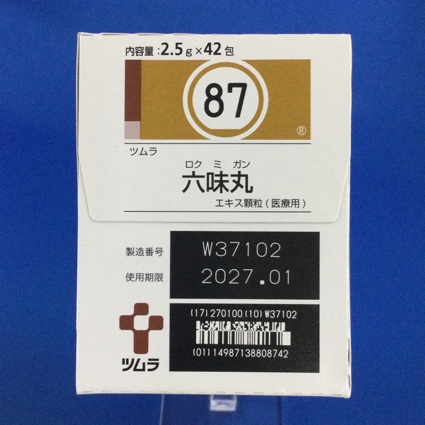 内容量:2.5g×42包
87
®
ツムラ
ロク ミ ガン
六味丸
エキス顆粒(医療用)
製造番号 W37102
使用期限 2027.01
(17)270100(10)W37102
(01)14987138808742
ツムラ